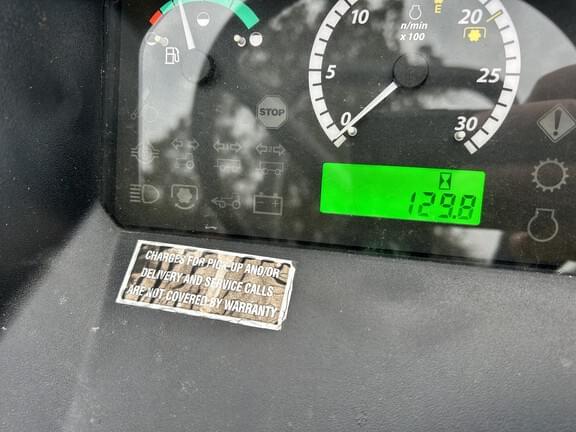 10
20
n/min
x 100
E
5
25
0
30
STOP
129.8
CHARGES FOR PICK-UP AND/OR
DELIVERY AND SERVICE CALLS
ARE NOT COVERED BY WARRANTY